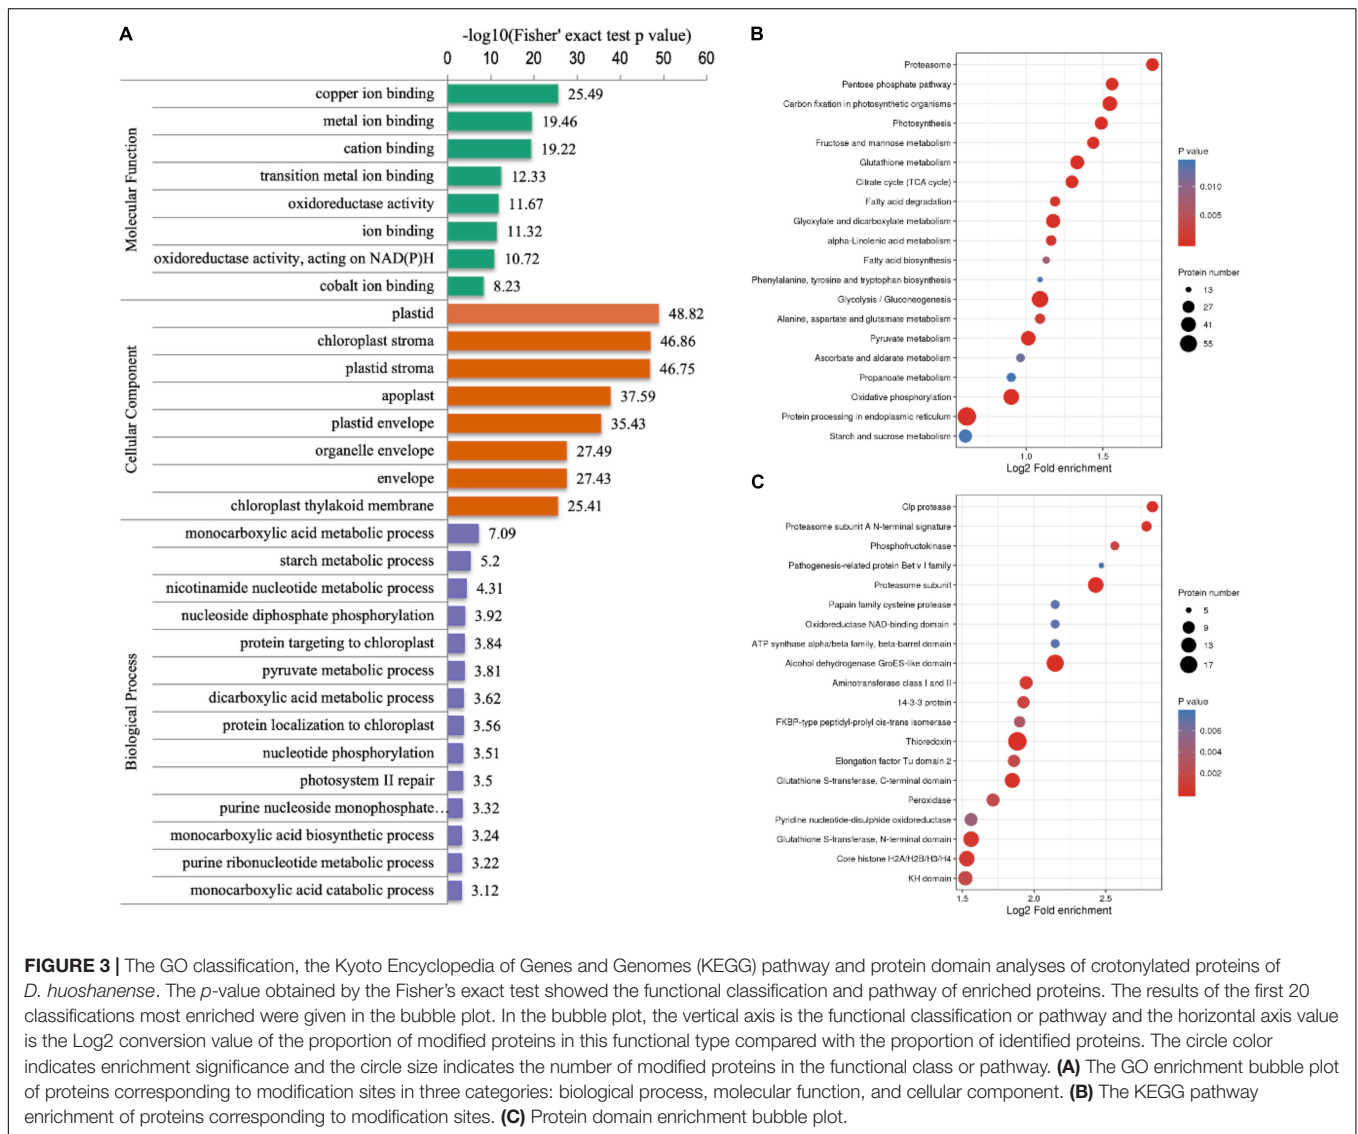 A
-log10(Fisher' exact test p value)
0 10 20 30 40 50 60
Molecular Function
copper ion binding 25.49
metal ion binding 19.46
cation binding 19.22
transition metal ion binding 12.33
oxidoreductase activity 11.67
ion binding 11.32
oxidoreductase activity, acting on NAD(P)H 10.72
cobalt ion binding 8.23
Cellular Component
plastid 48.82
chloroplast stroma 46.86
plastid stroma 46.75
apoplast 37.59
plastid envelope 35.43
organelle envelope 27.49
envelope 27.43
chloroplast thylakoid membrane 25.41
Biological Process
monocarboxylic acid metabolic process 7.09
starch metabolic process 5.2
nicotinamide nucleotide metabolic process 4.31
nucleoside diphosphate phosphorylation 3.92
protein targeting to chloroplast 3.84
pyruvate metabolic process 3.81
dicarboxylic acid metabolic process 3.62
protein localization to chloroplast 3.56
nucleotide phosphorylation 3.51
photosystem II repair 3.5
purine nucleoside monophosphate… 3.32
monocarboxylic acid biosynthetic process 3.24
purine ribonucleotide metabolic process 3.22
monocarboxylic acid catabolic process 3.12
B
Proteasome
Pentose phosphate pathway
Carbon fixation in photosynthetic organisms
Photosynthesis
Fructose and mannose metabolism
Glutathione metabolism
Citrate cycle (TCA cycle)
Fatty acid degradation
Glyoxylate and dicarboxylate metabolism
alpha-Linolenic acid metabolism
Fatty acid biosynthesis
Phenylalanine, tyrosine and tryptophan biosynthesis
Glycolysis / Gluconeogenesis
Alanine, aspartate and glutamate metabolism
Pyruvate metabolism
Ascorbate and aldarate metabolism
Propanoate metabolism
Oxidative phosphorylation
Protein processing in endoplasmic reticulum
Starch and sucrose metabolism
1.0 1.5
Log2 Fold enrichment
P value
0.010
0.005
Protein number
13
27
41
55
C
Clp protease
Proteasome subunit A N-terminal signature
Phosphofructokinase
Pathogenesis-related protein Bet v I family
Proteasome subunit
Papain family cysteine protease
Oxidoreductase NAD-binding domain
ATP synthase alpha/beta family, beta-barrel domain
Alcohol dehydrogenase GroES-like domain
Aminotransferase class I and II
14-3-3 protein
FKBP-type peptidyl-prolyl cis-trans isomerase
Thioredoxin
Elongation factor Tu domain 2
Glutathione S-transferase, C-terminal domain
Peroxidase
Pyridine nucleotide-disulphide oxidoreductase
Glutathione S-transferase, N-terminal domain
Core histone H2A/H2B/H3/H4
KH domain
1.5 2.0 2.5
Log2 Fold enrichment
Protein number
5
9
13
17
P value
0.006
0.004
0.002
FIGURE 3 | The GO classification, the Kyoto Encyclopedia of Genes and Genomes (KEGG) pathway and protein domain analyses of crotonylated proteins of
D. huoshanense. The p-value obtained by the Fisher's exact test showed the functional classification and pathway of enriched proteins. The results of the first 20
classifications most enriched were given in the bubble plot. In the bubble plot, the vertical axis is the functional classification or pathway and the horizontal axis value
is the Log2 conversion value of the proportion of modified proteins in this functional type compared with the proportion of identified proteins. The circle color
indicates enrichment significance and the circle size indicates the number of modified proteins in the functional class or pathway. (A) The GO enrichment bubble plot
of proteins corresponding to modification sites in three categories: biological process, molecular function, and cellular component. (B) The KEGG pathway
enrichment of proteins corresponding to modification sites. (C) Protein domain enrichment bubble plot.